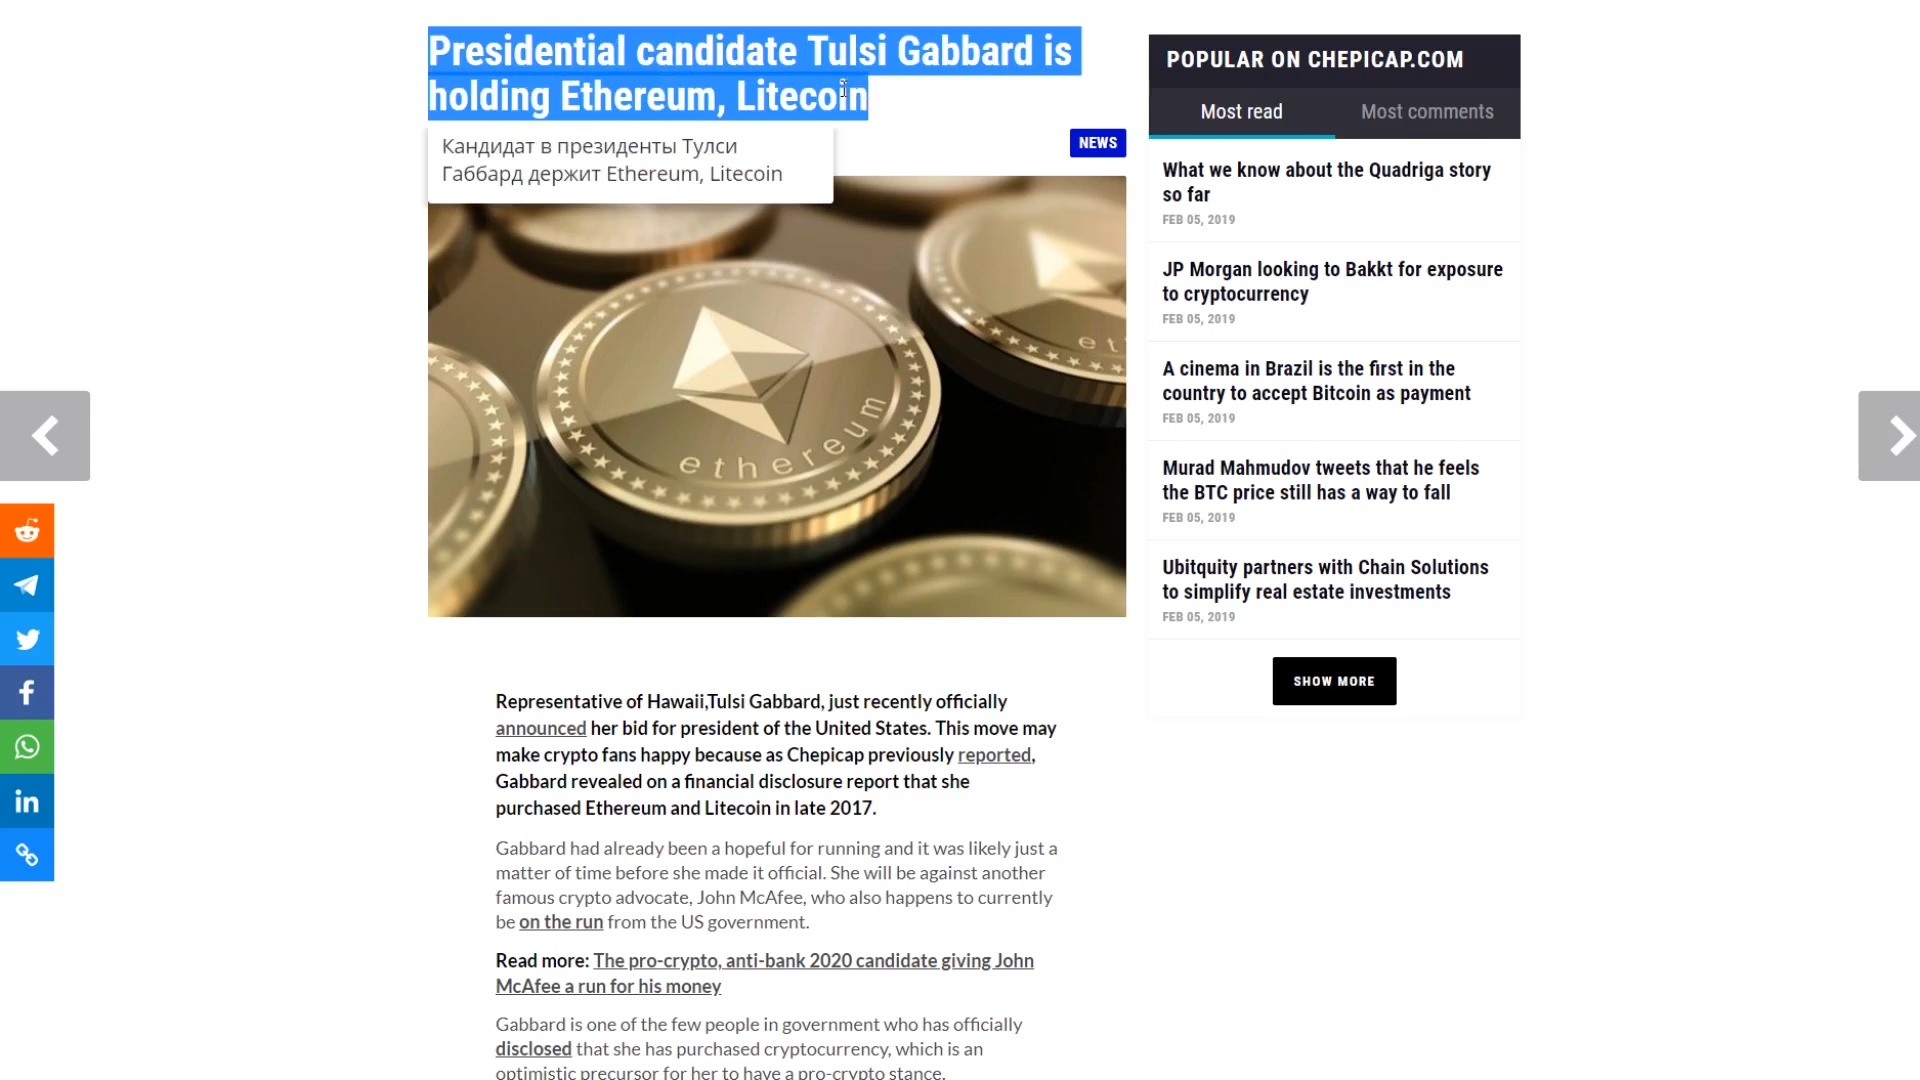 Presidential candidate Tulsi Gabbard is
holding Ethereum, Litecoin
Кандидат в президенты Тулси
Габбард держит Ethereum, Litecoin
NEWS
ethereum
et
Representative of Hawaii,Tulsi Gabbard, just recently officially
announced her bid for president of the United States. This move may
make crypto fans happy because as Chepicap previously reported,
Gabbard revealed on a financial disclosure report that she
purchased Ethereum and Litecoin in late 2017.
Gabbard had already been a hopeful for running and it was likely just a
matter of time before she made it official. She will be against another
famous crypto advocate, John McAfee, who also happens to currently
be on the run from the US government.
Read more: The pro-crypto, anti-bank 2020 candidate giving John
McAfee a run for his money
Gabbard is one of the few people in government who has officially
disclosed that she has purchased cryptocurrency, which is an
optimistic precursor for her to have a pro-crypto stance.
POPULAR ON CHEPICAP.COM
Most read
Most comments
What we know about the Quadriga story
so far
FEB 05, 2019
JP Morgan looking to Bakkt for exposure
to cryptocurrency
FEB 05, 2019
A cinema in Brazil is the first in the
country to accept Bitcoin as payment
FEB 05, 2019
Murad Mahmudov tweets that he feels
the BTC price still has a way to fall
FEB 05, 2019
Ubitquity partners with Chain Solutions
to simplify real estate investments
FEB 05, 2019
SHOW MORE